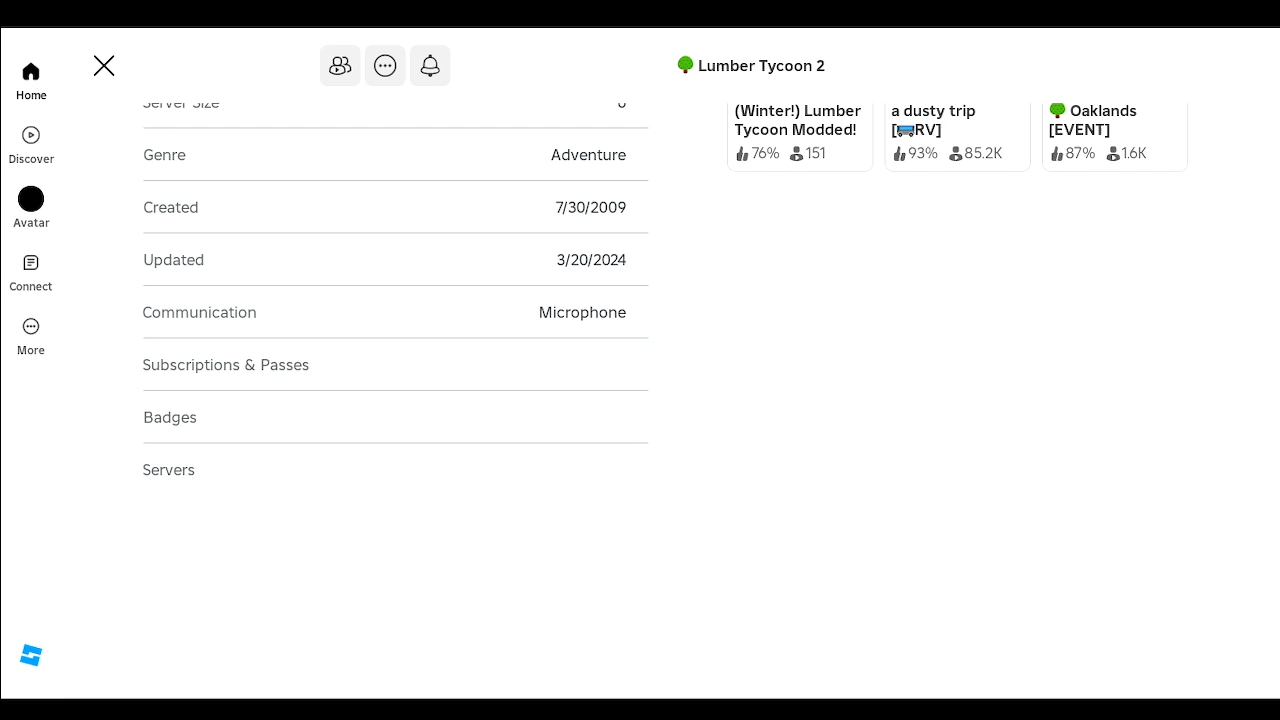 Home
Discover
Avatar
Connect
More
Lumber Tycoon 2
Server Size
Genre Adventure
Created 7/30/2009
Updated 3/20/2024
Communication Microphone
Subscriptions & Passes
Badges
Servers
(Winter!) Lumber
Tycoon Modded!
76% 151
a dusty trip
[🚌RV]
93% 85.2K
Oaklands
[EVENT]
87% 1.6K